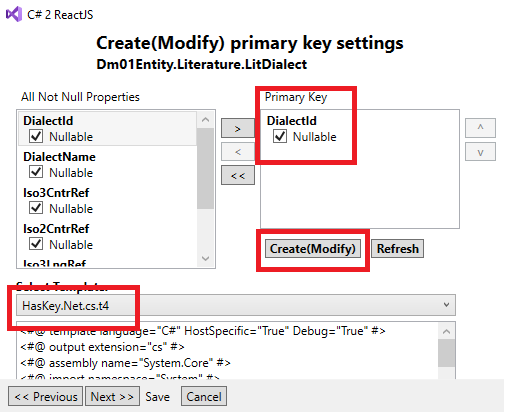 C# 2 ReactJS
Create(Modify) primary key settings
Dm01Entity.Literature.LitDialect
All Not Null Properties
Primary Key
DialectId
Nullable
DialectName
Nullable
Iso3CntrRef
Nullable
Iso2CntrRef
Nullable
Iso3LngRef
>
<
<<
DialectId
Nullable
^
v
Create(Modify)
Refresh
Select Template:
HasKey.Net.cs.t4
<#@ template language="C#" HostSpecific="True" Debug="True" #>
<#@ output extension="cs" #>
<#@ assembly name="System.Core" #>
<#@ import namespace="System" #>
<< Previous
Next >>
Save
Cancel